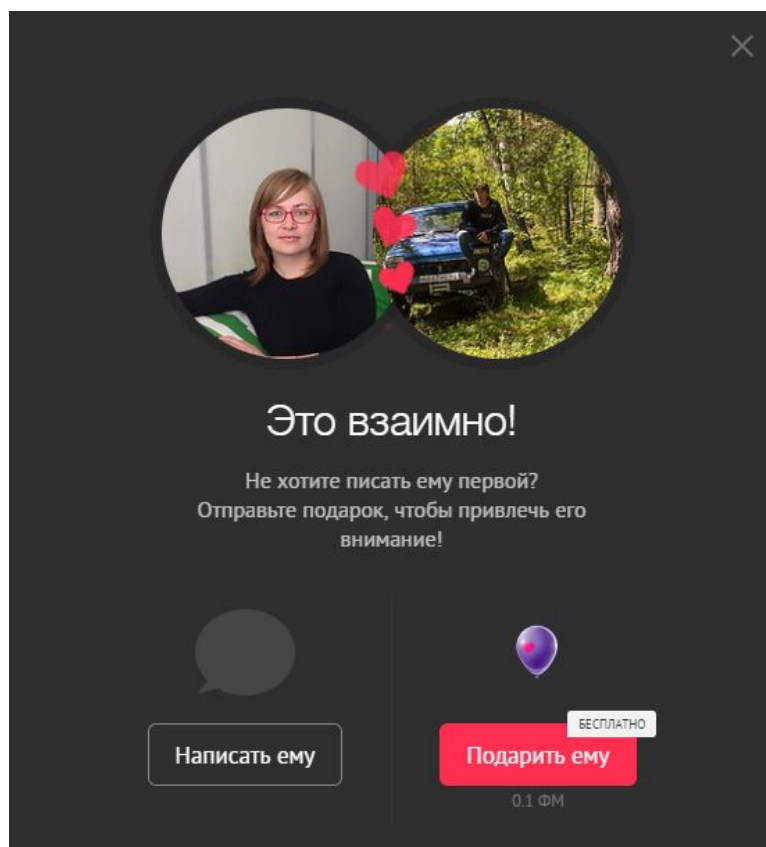 Это взаимно!
Не хотите писать ему первой?
Отправьте подарок, чтобы привлечь его
внимание!
БЕСПЛАТНО
Написать ему
Подарить ему
0.1 ФМ